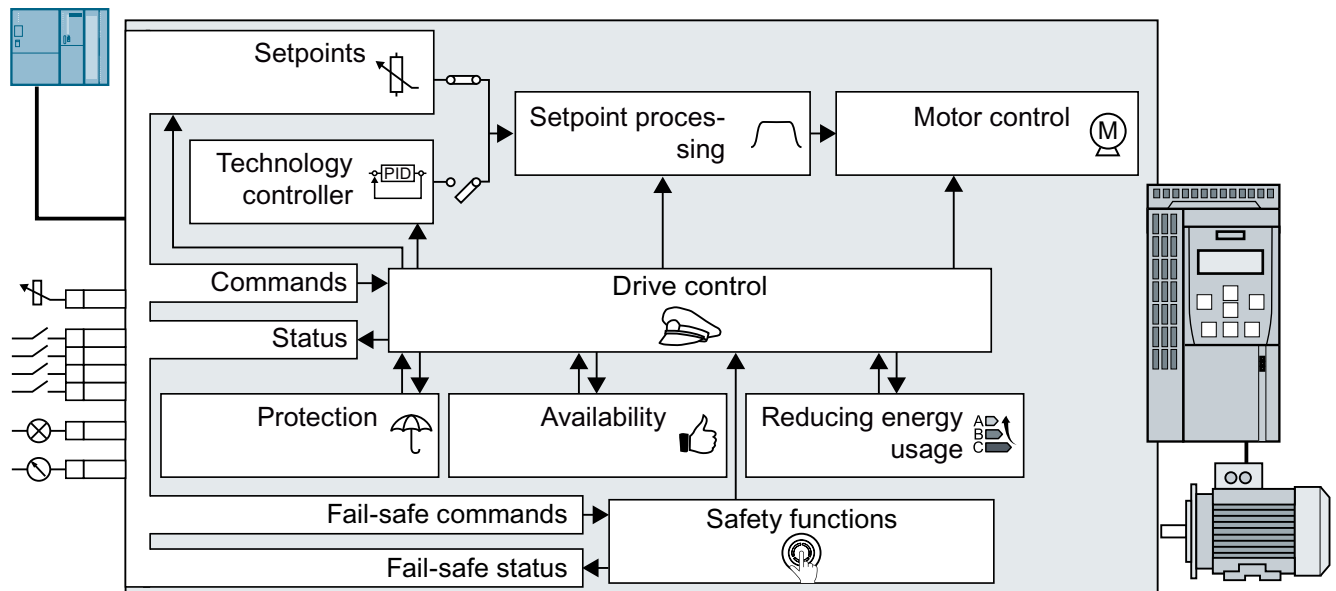 Setpoints
Setpoint proces-
sing
Motor control
M
Technology
controller
PID
Commands
Drive control
Status
Protection
Availability
Reducing energy
usage
A
B
C
Fail-safe commands
Safety functions
Fail-safe status